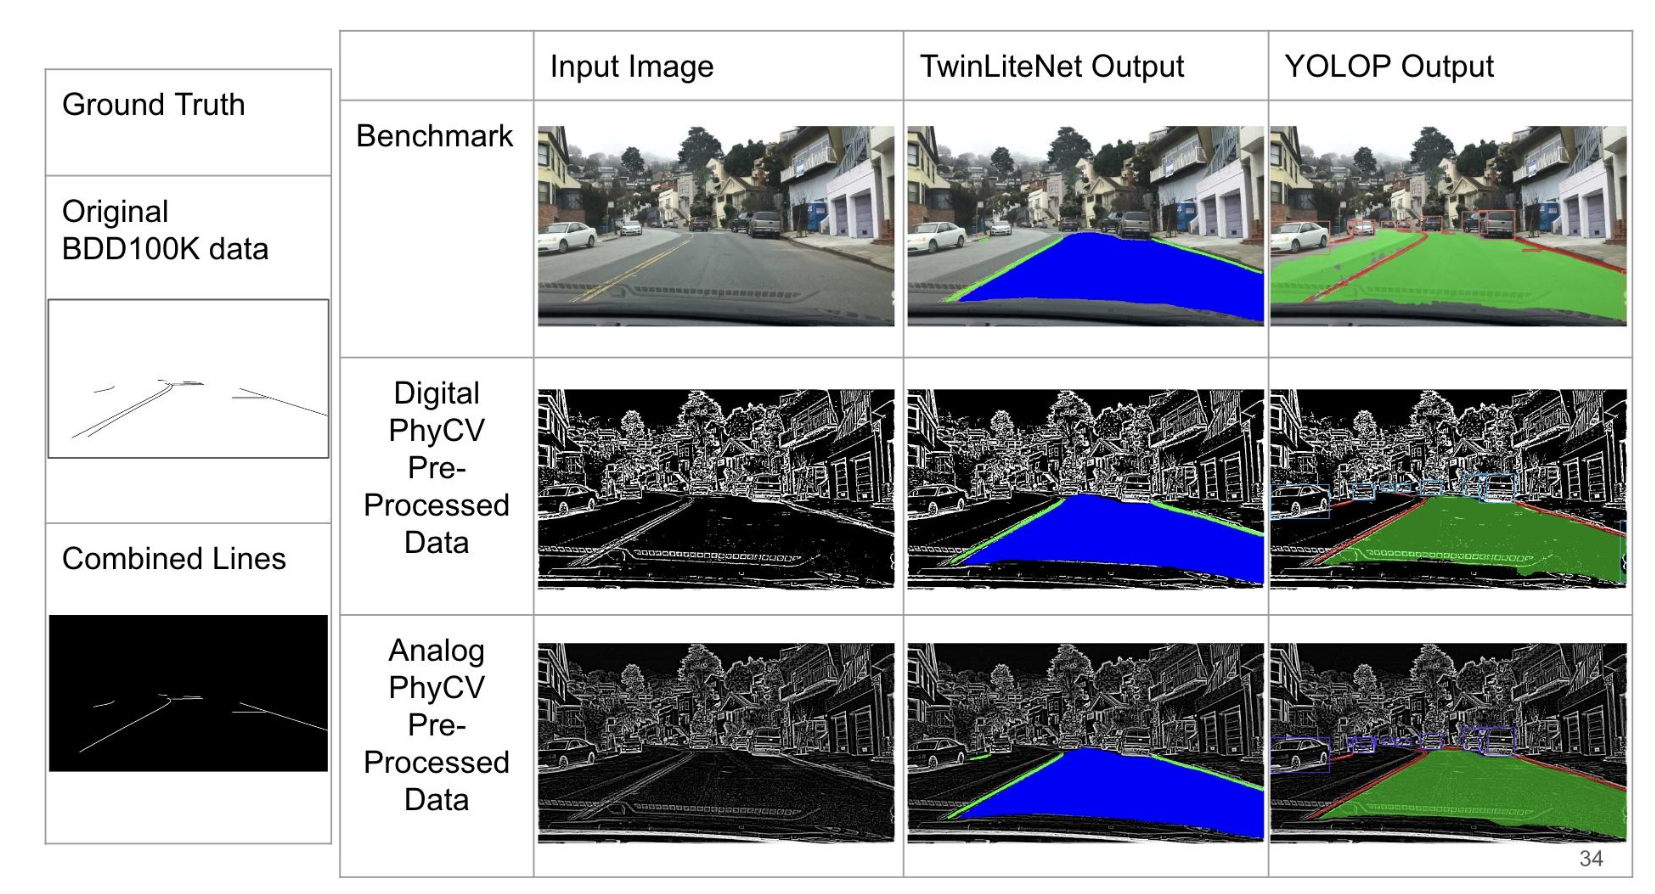 Ground Truth
Original
BDD100K data
Combined Lines
Input Image
TwinLiteNet Output
YOLOP Output
Benchmark
Digital
PhyCV
Pre-
Processed
Data
Analog
PhyCV
Pre-
Processed
Data
34